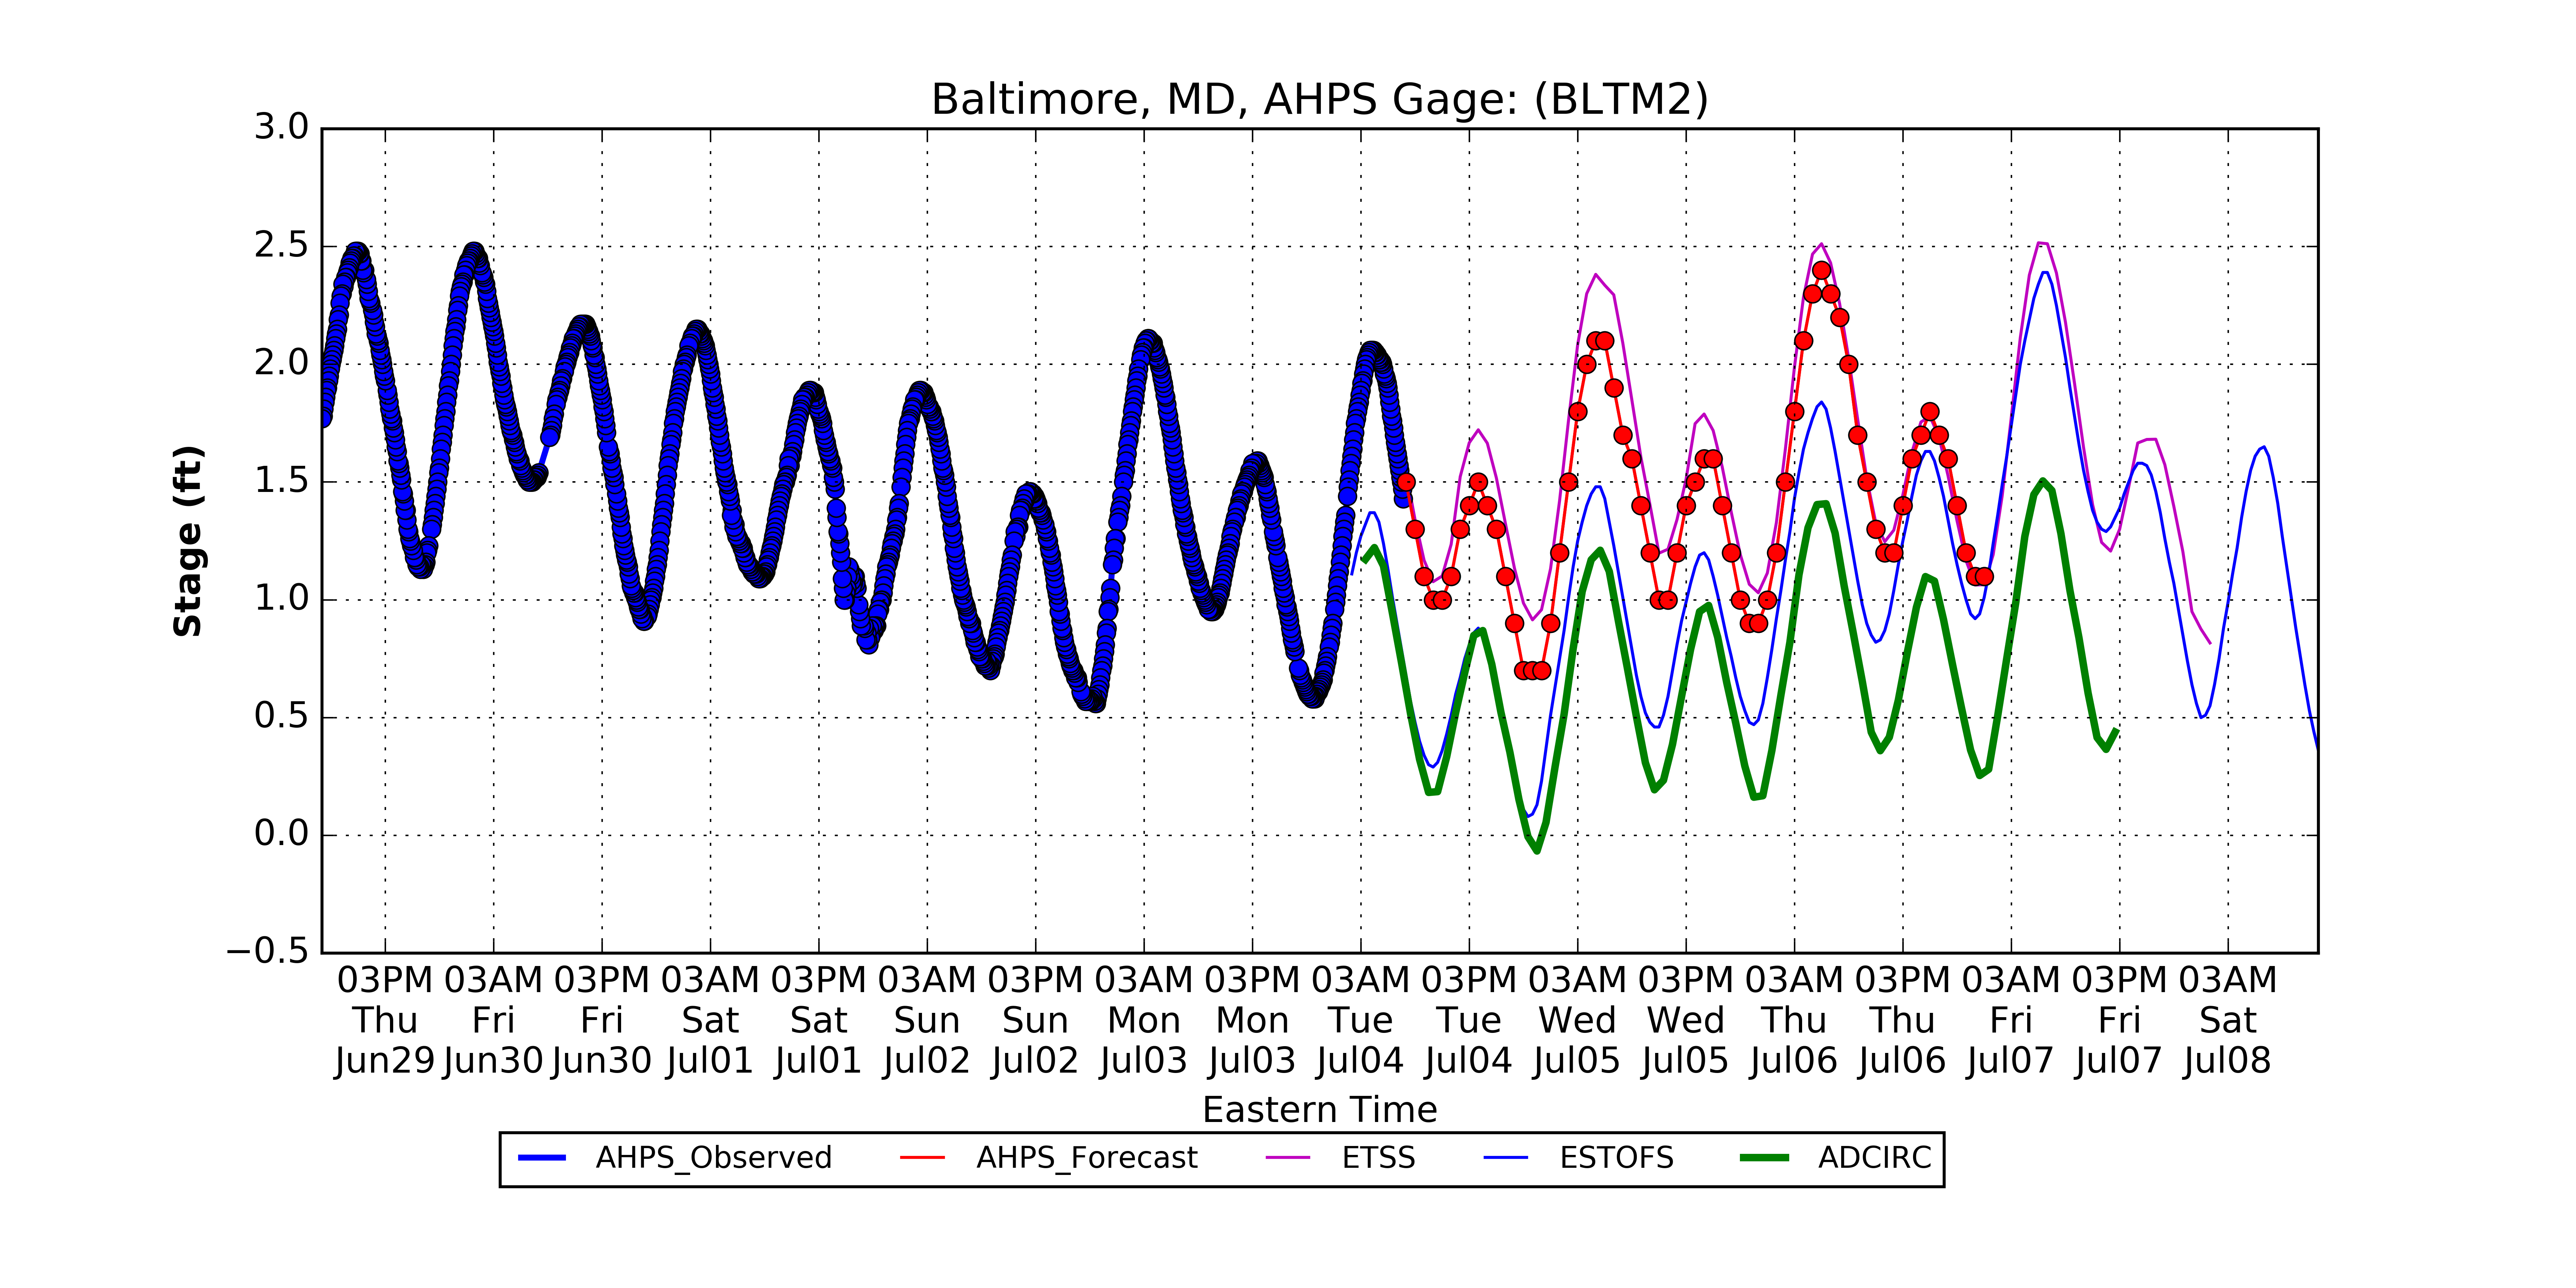 Baltimore, MD, AHPS Gage: (BLTM2)
3.0
2.5
2.0
1.5
1.0
0.5
0.0
−0.5
Stage (ft)
03PM 03AM 03PM 03AM 03PM 03AM 03PM 03AM 03PM 03AM 03PM 03AM 03PM 03AM 03PM 03AM 03PM 03AM
Thu Fri Fri Sat Sat Sun Sun Mon Mon Tue Tue Wed Wed Thu Thu Fri Fri Sat
Jun29 Jun30 Jun30 Jul01 Jul01 Jul02 Jul02 Jul03 Jul03 Jul04 Jul04 Jul05 Jul05 Jul06 Jul06 Jul07 Jul07 Jul08
Eastern Time
AHPS_Observed AHPS_Forecast ETSS ESTOFS ADCIRC